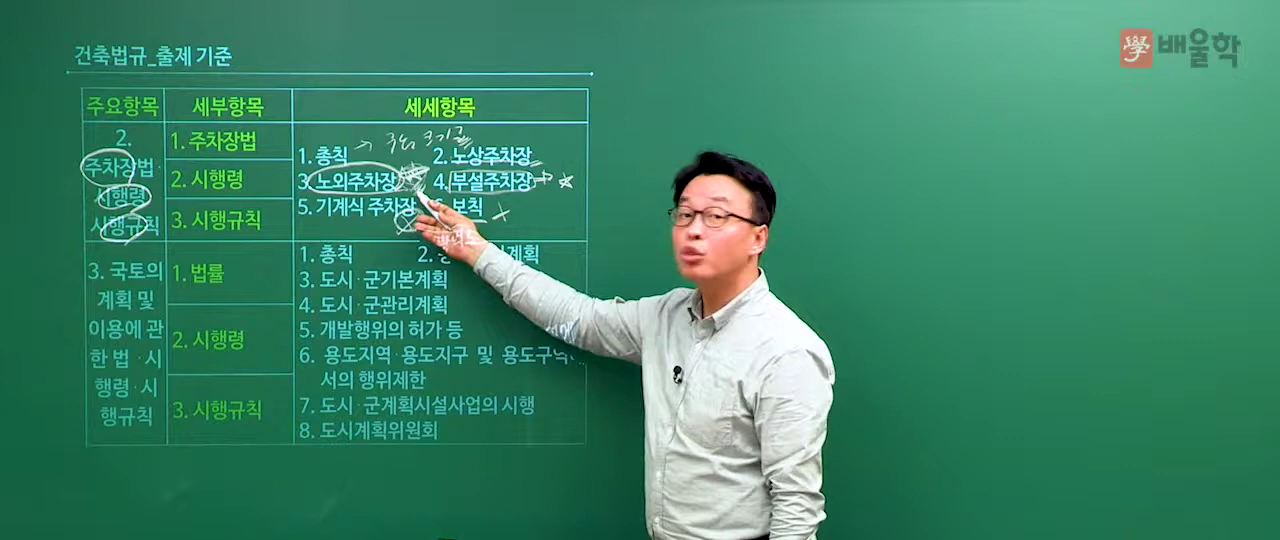 건축법규_출제 기준
學 배울학
주요항목 세부항목 세세항목
2.
주차장법·
시행령·
시행규칙
1. 주차장법
2. 시행령
3. 시행규칙
1. 총칙 2. 노상주차장
3. 노외주차장 4. 부설주차장
5. 기계식 주차장 보칙
3. 국토의
계획 및
이용에 관
한 법·시
행령·시
행규칙
1. 법률
2. 시행령
3. 시행규칙
1. 총칙 2.
3. 도시·군기본계획
4. 도시·군관리계획
5. 개발행위의 허가 등
6. 용도지역·용도지구 및 용도구역
서의 행위제한
7. 도시·군계획시설사업의 시행
8. 도시계획위원회